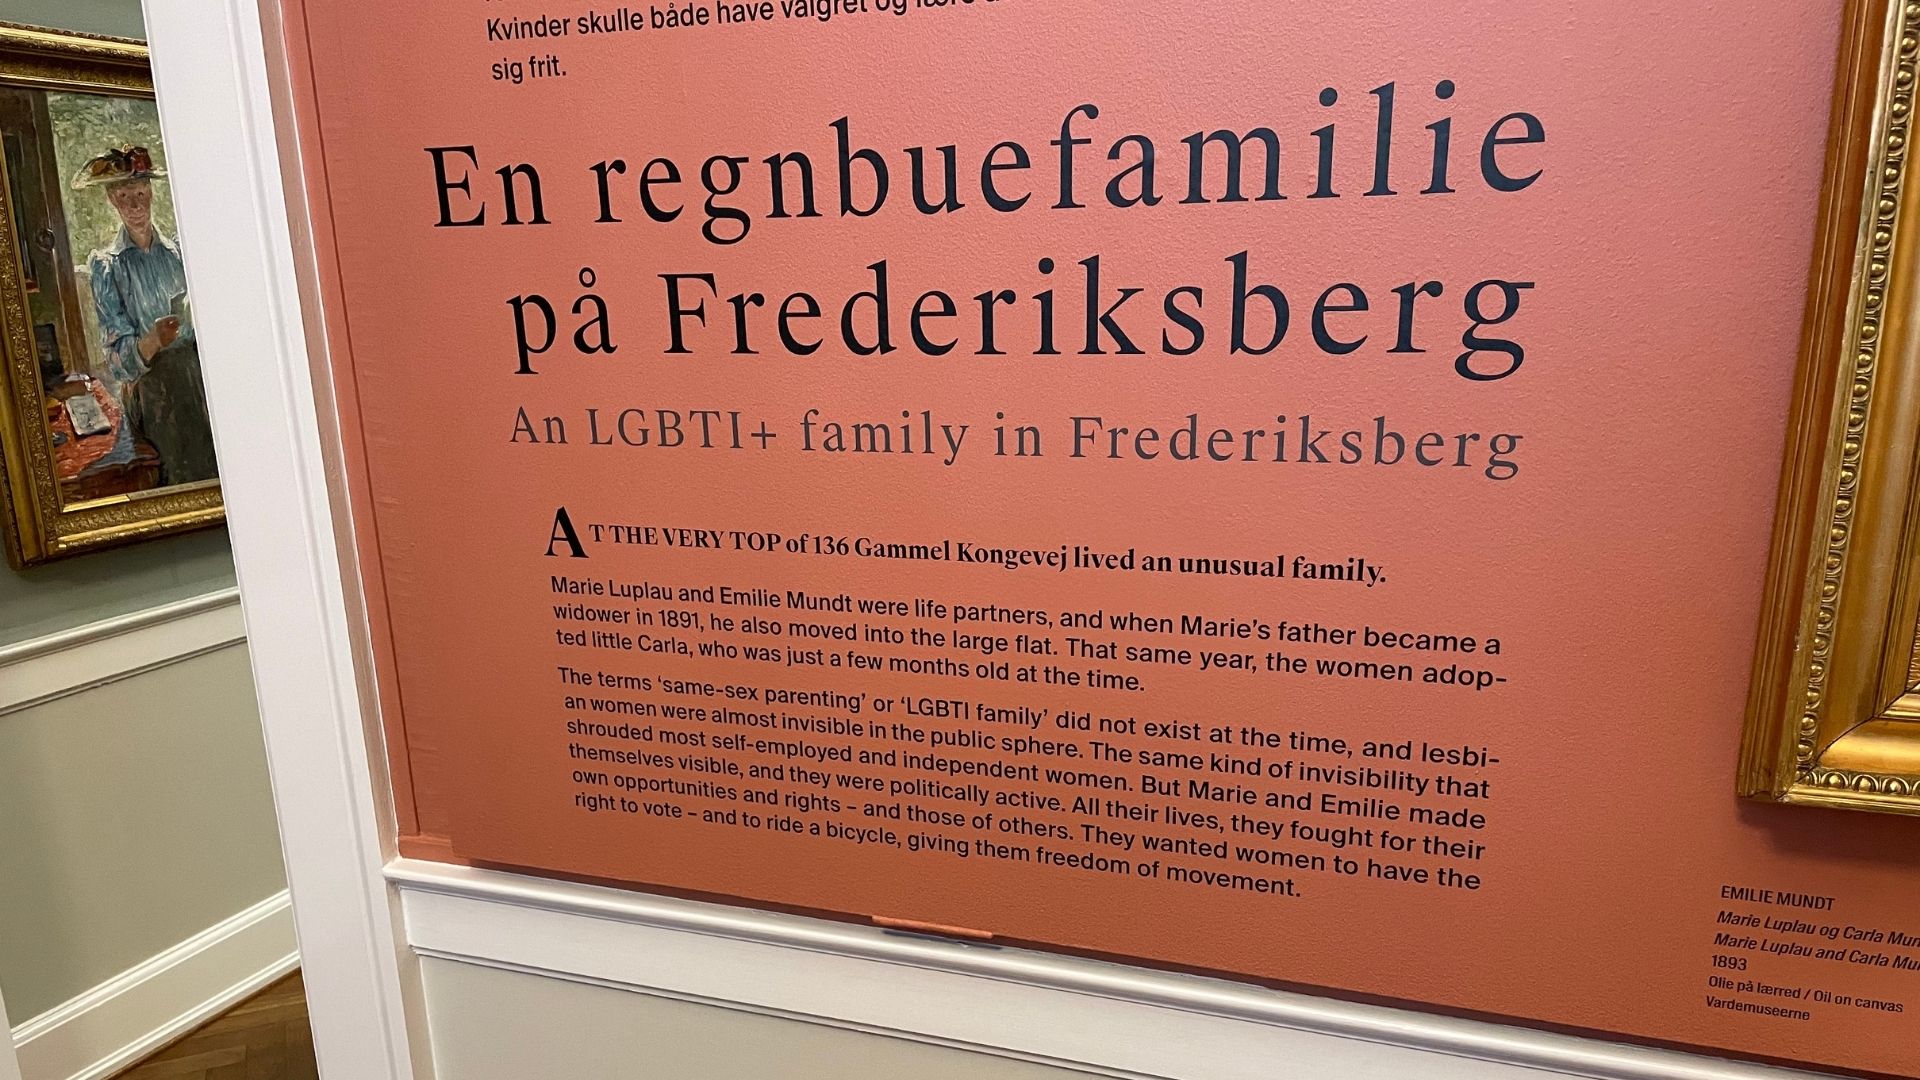 Kvinder skulle både have valgret og
sig frit.
En regnbuefamilie
på Frederiksberg
An LGBTI+ family in Frederiksberg
AT THE VERY TOP of 136 Gammel Kongevej lived an unusual family.
Marie Luplau and Emilie Mundt were life partners, and when Marie's father became a
widower in 1891, he also moved into the large flat. That same year, the women adop-
ted little Carla, who was just a few months old at the time.
The terms ‘same-sex parenting’ or ‘LGBTI family’ did not exist at the time, and lesbi-
an women were almost invisible in the public sphere. The same kind of invisibility that
shrouded most self-employed and independent women. But Marie and Emilie made
themselves visible, and they were politically active. All their lives, they fought for their
own opportunities and rights – and those of others. They wanted women to have the
right to vote – and to ride a bicycle, giving them freedom of movement.
EMILIE MUNDT
Marie Luplau og Carla
Marie Luplau and Carla
1893
Olie på lærred / Oil on canvas
Vardemuseerne